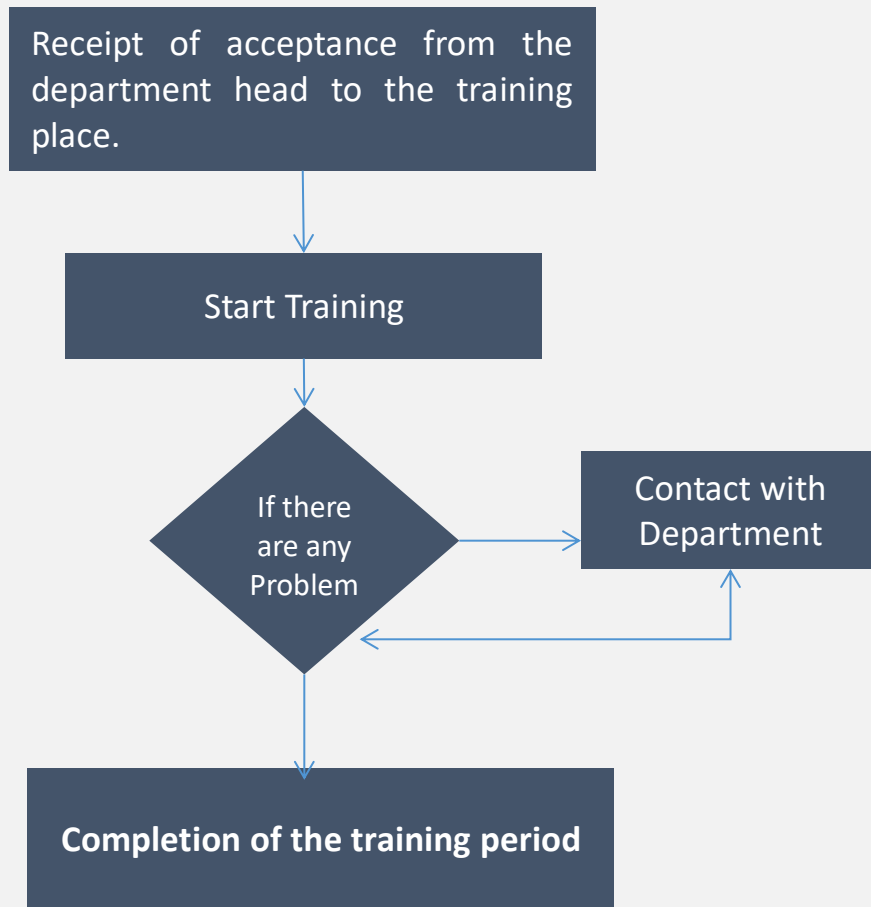 Receipt of acceptance from the
department head to the training
place.
Start Training
If there
are any
Problem
Contact with
Department
Completion of the training period